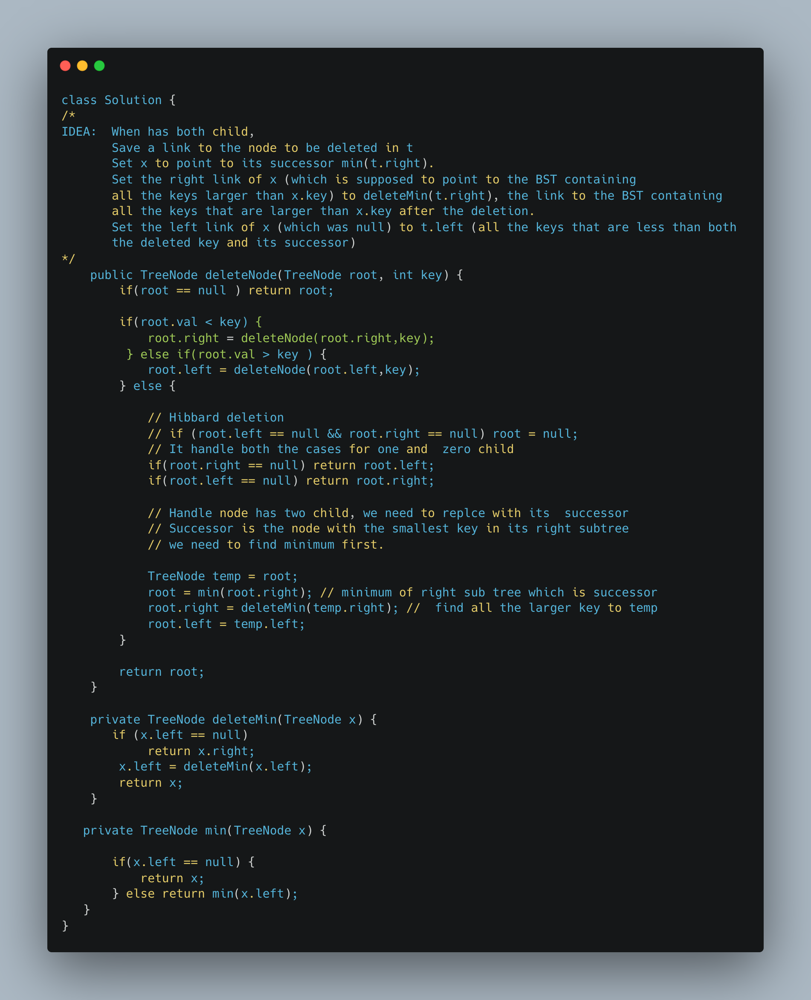 class Solution {
/*
IDEA:  When has both child,
       Save a link to the node to be deleted in t
       Set x to point to its successor min(t.right).
       Set the right link of x (which is supposed to point to the BST containing
       all the keys larger than x.key) to deleteMin(t.right), the link to the BST containing
       all the keys that are larger than x.key after the deletion.
       Set the left link of x (which was null) to t.left (all the keys that are less than both
       the deleted key and its successor)
*/
    public TreeNode deleteNode(TreeNode root, int key) {
        if(root == null ) return root;

        if(root.val < key) {
            root.right = deleteNode(root.right,key);
         } else if(root.val > key ) {
            root.left = deleteNode(root.left,key);
        } else {

            // Hibbard deletion
            // if (root.left == null && root.right == null) root = null;
            // It handle both the cases for one and  zero child
            if(root.right == null) return root.left;
            if(root.left == null) return root.right;

            // Handle node has two child, we need to replce with its  successor
            // Successor is the node with the smallest key in its right subtree
            // we need to find minimum first.

            TreeNode temp = root;
            root = min(root.right); // minimum of right sub tree which is successor
            root.right = deleteMin(temp.right); //  find all the larger key to temp
            root.left = temp.left;
        }

        return root;
    }

    private TreeNode deleteMin(TreeNode x) {
       if (x.left == null)
            return x.right;
        x.left = deleteMin(x.left);
        return x;
    }

   private TreeNode min(TreeNode x) {

       if(x.left == null) {
           return x;
       } else return min(x.left);
   }
}